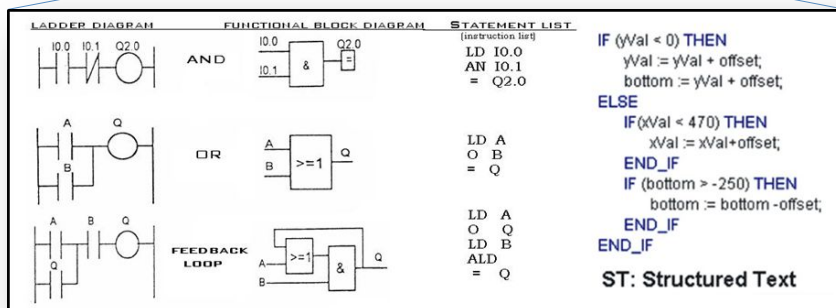 LADDER DIAGRAM
FUNCTIONAL BLOCK DIAGRAM
STATEMENT LIST
(instruction list)
I0.0 I0.1 Q2.0
AND
I0.0
I0.1
&
Q2.0
=
LD I0.0
AN I0.1
= Q2.0
A Q
B
OR
A
B
>=1
Q
LD A
O B
= Q
A B Q
Q
FEEDBACK
LOOP
A
B
>=1
&
Q
LD A
O Q
LD B
ALD
= Q
IF (yVal < 0) THEN
yVal := yVal + offset;
bottom := yVal + offset;
ELSE
IF(xVal < 470) THEN
xVal := xVal+offset;
END_IF
IF (bottom > -250) THEN
bottom := bottom -offset;
END_IF
END_IF
ST: Structured Text